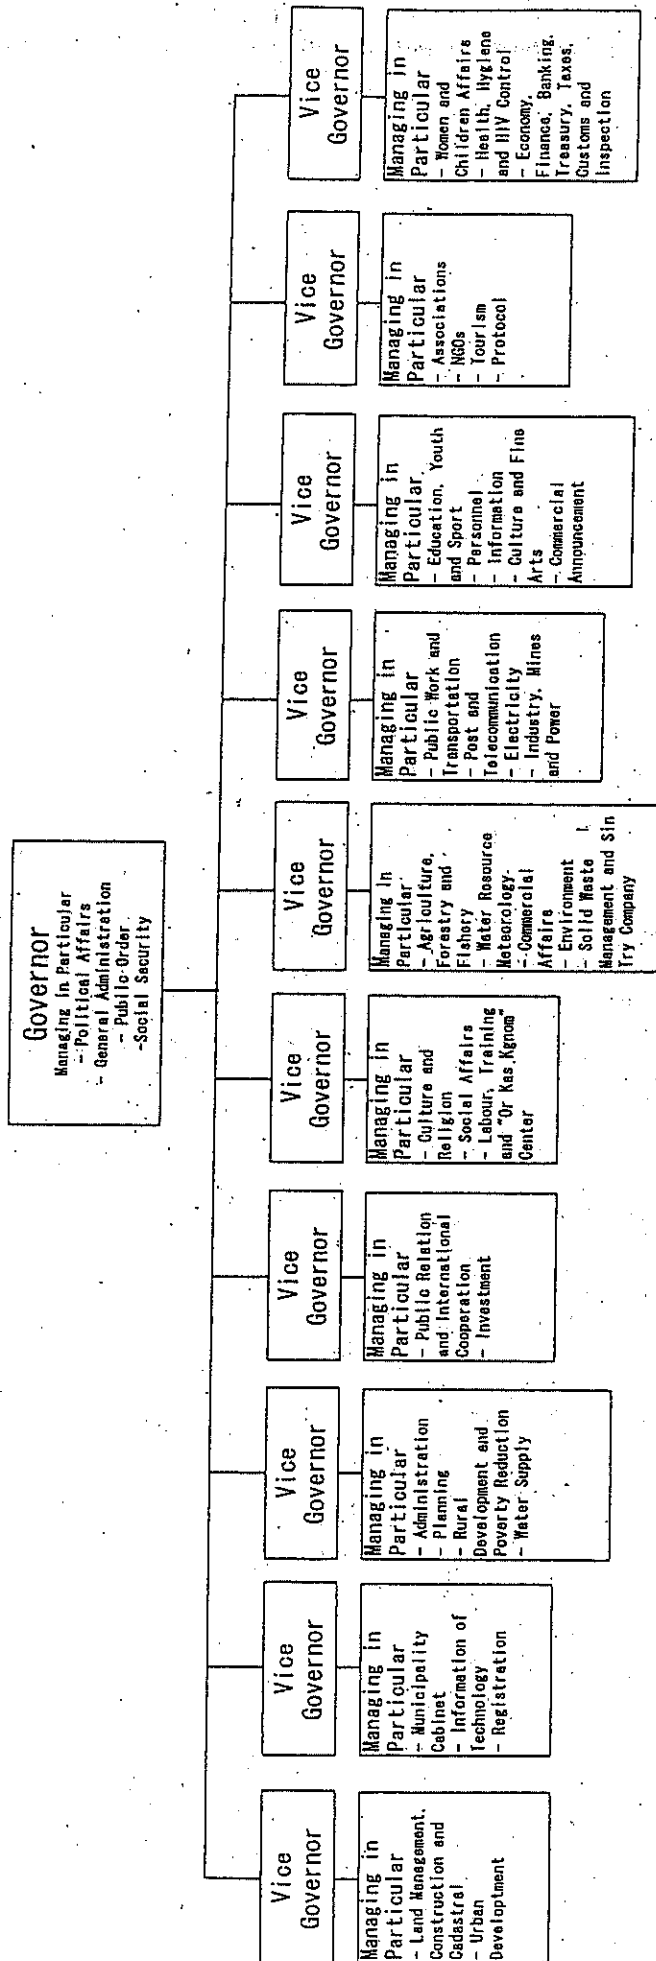 Governor
Managing in Particular
- Political Affairs
- General Administration
- Public Order
-Social Security
Vice
Governor
Managing in
Particular
- Land Management,
Construction and
Cadastral
- Urban
Developtment
Vice
Governor
Managing in
Particular
- Municipality
Cabinet
- Information of
Technology
- Registration
Vice
Governor
Managing in
Particular
- Administration
- Planning
- Rural
Development and
Poverty Reduction
- Water Supply
Vice
Governor
Managing in
Particular
- Public Relation
and International
Cooperation
- Investment
Vice
Governor
Managing in
Particular
- Culture and
Religion
- Social Affairs
- Labour, Training
and "Or Kas Kgnom"
Center
Vice
Governor
Managing in
Particular
- Agriculture,
Forestry and
Fishery
- Water Resource
Meteorology-
- Commercial
Affairs
- Environment
- Solid Waste
Management and Sin
Try Company
Vice
Governor
Managing in
Particular
- Public Work and
Transportation
- Post and
Telecommunication
- Electricity
- Industry, Mines
and Power
Vice
Governor
Managing in
Particular
- Education, Youth
and Sport
- Personnel
- Information
- Culture and Fine
Arts
- Commercial
Announcement
Vice
Governor
Managing in
Particular
- Associations
- NGOs
- Tourism
- Protocol
Vice
Governor
Managing in
Particular
- Women and
Children Affairs
- Health, Hygiene
and HIV Control
- Economy,
Finance, Banking,
Treasury, Taxes,
Customs and
Inspection